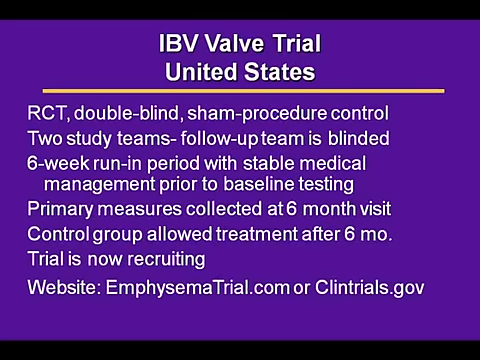 IBV Valve Trial
United States
RCT, double-blind, sham-procedure control
Two study teams- follow-up team is blinded
6-week run-in period with stable medical
management prior to baseline testing
Primary measures collected at 6 month visit
Control group allowed treatment after 6 mo.
Trial is now recruiting
Website: EmphysemaTrial.com or Clintrials.gov